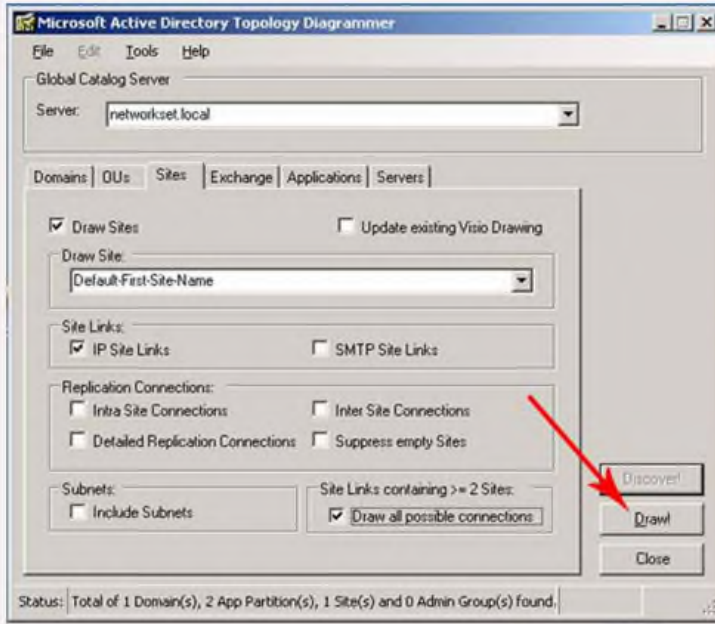 Microsoft Active Directory Topology Diagrammer
File Edit Tools Help
Global Catalog Server
Server: networkset.local
Domains OUs Sites Exchange Applications Servers
Draw Sites Update existing Visio Drawing
Draw Site:
Default-First-Site-Name
Site Links:
IP Site Links SMTP Site Links
Replication Connections:
Intra Site Connections Inter Site Connections
Detailed Replication Connections Suppress empty Sites
Subnets: Site Links containing >= 2 Sites:
Include Subnets Draw all possible connections
Discover!
Draw!
Close
Status: Total of 1 Domain(s), 2 App Partition(s), 1 Site(s) and 0 Admin Group(s) found.